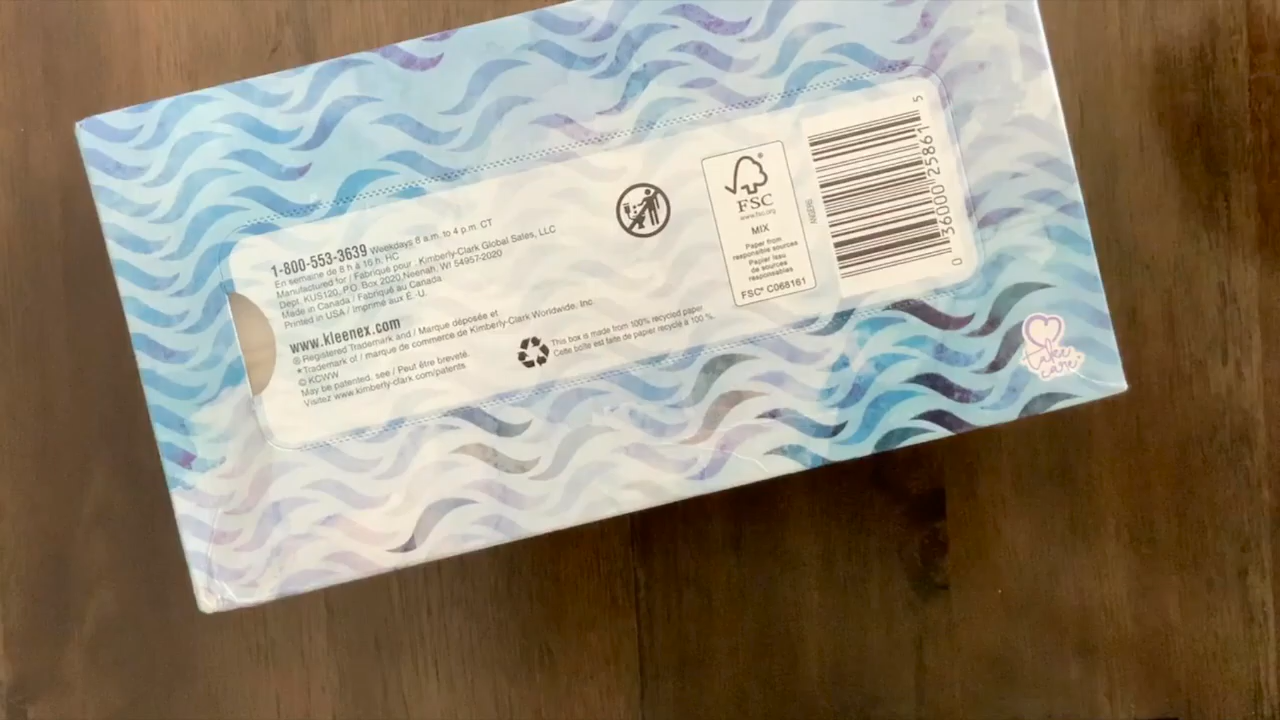 1-800-553-3639 Weekdays 8 a.m. to 4 p.m. CT
En semaine de 8 h à 16 h. HC
Manufactured for / Fabriqué pour : Kimberly-Clark Global Sales, LLC
Dept. KUS120, P.O. Box 2020, Neenah, WI 54957-2020
Made in Canada / Fabriqué au Canada
Printed in USA / Imprimé aux É.-U.
www.kleenex.com
® Registered Trademark and / Marque déposée et
*Trademark of / marque de commerce de Kimberly-Clark Worldwide, Inc.
© KCWW
May be patented, see / Peut être breveté.
Visitez www.kimberly-clark.com/patents
This box is made from 100% recycled paper.
Cette boîte est faite de papier recyclé à 100 %.
®
FSC
www.fsc.org
MIX
Paper from
responsible sources
Papier issu
de sources
responsables
FSC® C068161
0 36000 25861 5
take
care.